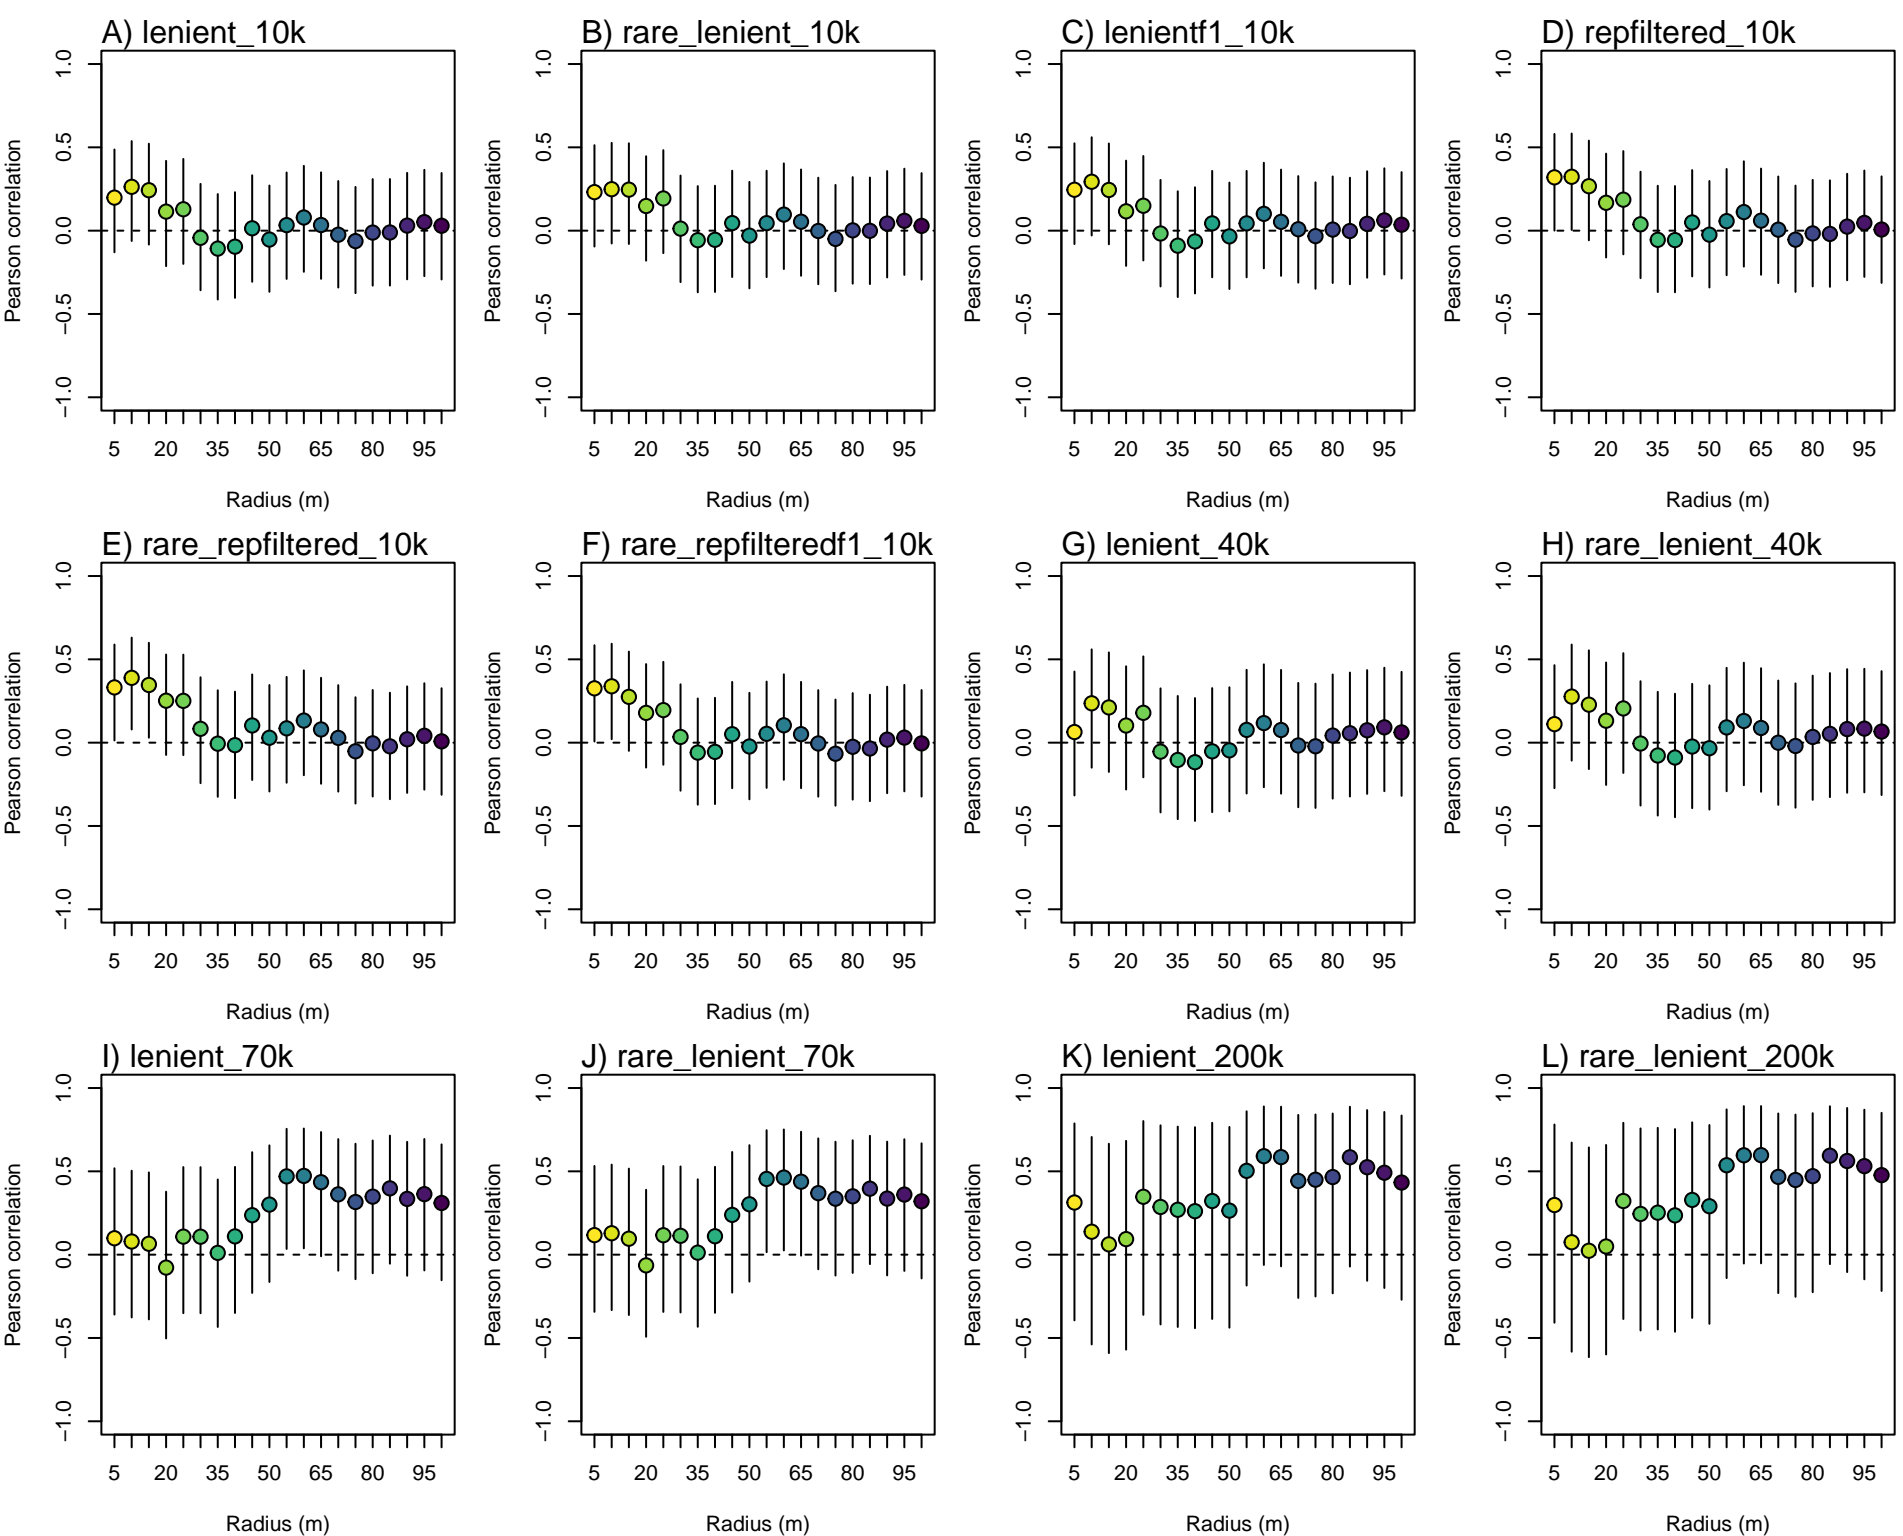 A) lenient_10k
B) rare_lenient_10k
C) lenientf1_10k
D) repfiltered_10k
Pearson correlation
1.0
0.5
0.0
−0.5
−1.0
Pearson correlation
1.0
0.5
0.0
−0.5
−1.0
Pearson correlation
1.0
0.5
0.0
−0.5
−1.0
Pearson correlation
1.0
0.5
0.0
−0.5
−1.0
5 20 35 50 65 80 95
5 20 35 50 65 80 95
5 20 35 50 65 80 95
5 20 35 50 65 80 95
Radius (m)
Radius (m)
Radius (m)
Radius (m)
E) rare_repfiltered_10k
F) rare_repfilteredf1_10k
G) lenient_40k
H) rare_lenient_40k
Pearson correlation
1.0
0.5
0.0
−0.5
−1.0
Pearson correlation
1.0
0.5
0.0
−0.5
−1.0
Pearson correlation
1.0
0.5
0.0
−0.5
−1.0
Pearson correlation
1.0
0.5
0.0
−0.5
−1.0
5 20 35 50 65 80 95
5 20 35 50 65 80 95
5 20 35 50 65 80 95
5 20 35 50 65 80 95
Radius (m)
Radius (m)
Radius (m)
Radius (m)
I) lenient_70k
J) rare_lenient_70k
K) lenient_200k
L) rare_lenient_200k
Pearson correlation
1.0
0.5
0.0
−0.5
−1.0
Pearson correlation
1.0
0.5
0.0
−0.5
−1.0
Pearson correlation
1.0
0.5
0.0
−0.5
−1.0
Pearson correlation
1.0
0.5
0.0
−0.5
−1.0
5 20 35 50 65 80 95
5 20 35 50 65 80 95
5 20 35 50 65 80 95
5 20 35 50 65 80 95
Radius (m)
Radius (m)
Radius (m)
Radius (m)